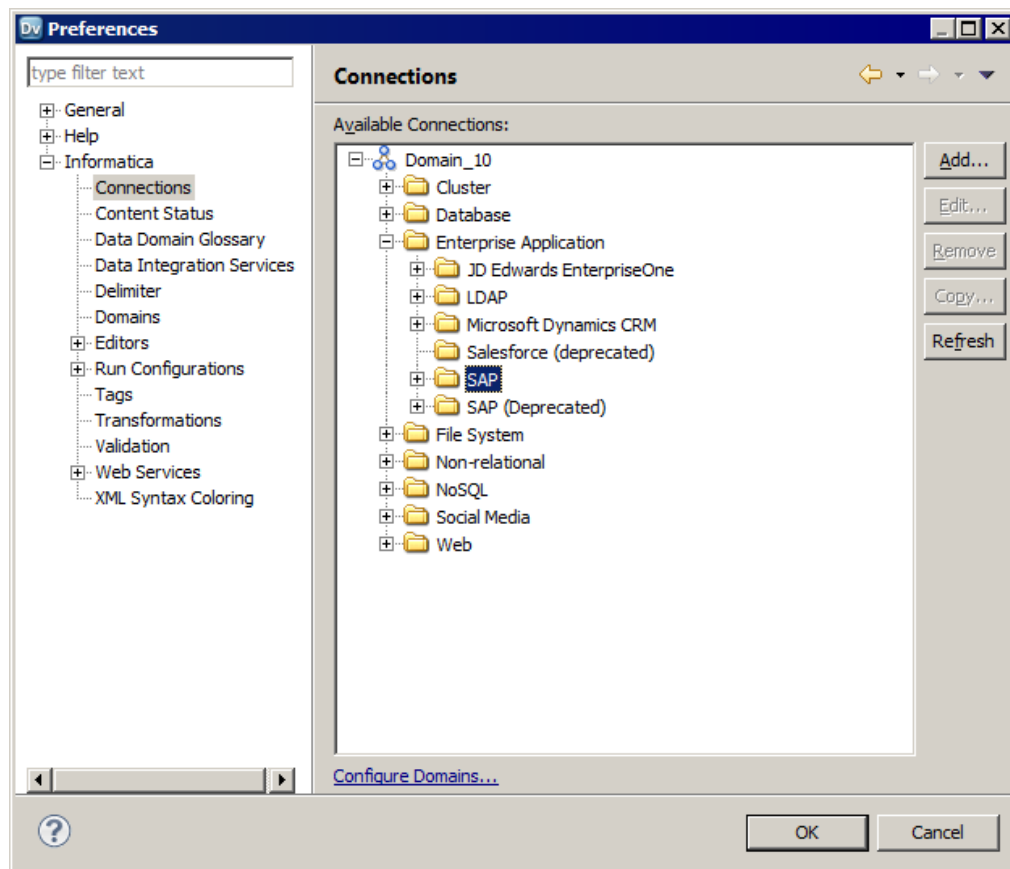 Dv Preferences
type filter text
General
Help
Informatica
Connections
Content Status
Data Domain Glossary
Data Integration Services
Delimiter
Domains
Editors
Run Configurations
Tags
Transformations
Validation
Web Services
XML Syntax Coloring
Connections
Available Connections:
Domain_10
Cluster
Database
Enterprise Application
JD Edwards EnterpriseOne
LDAP
Microsoft Dynamics CRM
Salesforce (deprecated)
SAP
SAP (Deprecated)
File System
Non-relational
NoSQL
Social Media
Web
Add...
Edit...
Remove
Copy...
Refresh
Configure Domains...
?
OK
Cancel